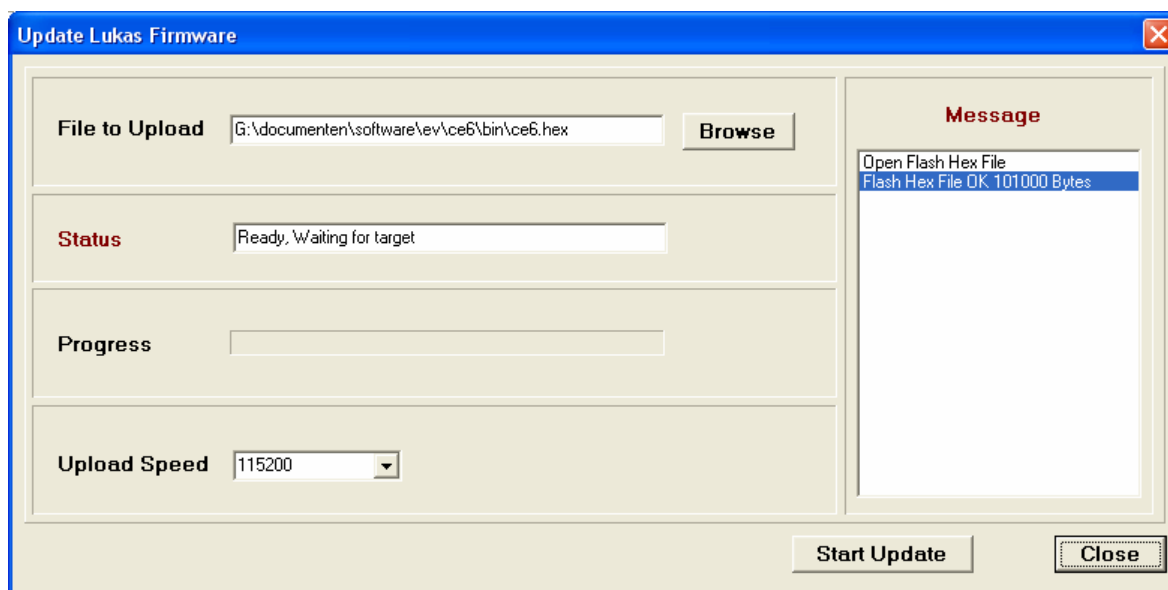 Update Lukas Firmware
File to Upload
G:\documenten\software\ev\ce6\bin\ce6.hex
Browse
Status
Ready, Waiting for target
Progress
Upload Speed
115200
Message
Open Flash Hex File
Flash Hex File OK 101000 Bytes
Start Update
Close